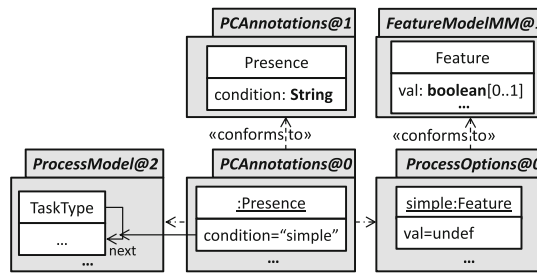 PCAnnotations@1
FeatureModelMM@1
Presence
condition: String
Feature
val: boolean[0..1]
...
«conforms to»
«conforms to»
ProcessModel@2
PCAnnotations@0
ProcessOptions@0
TaskType
...
next
...
:Presence
condition="simple"
...
simple:Feature
val=undef
...